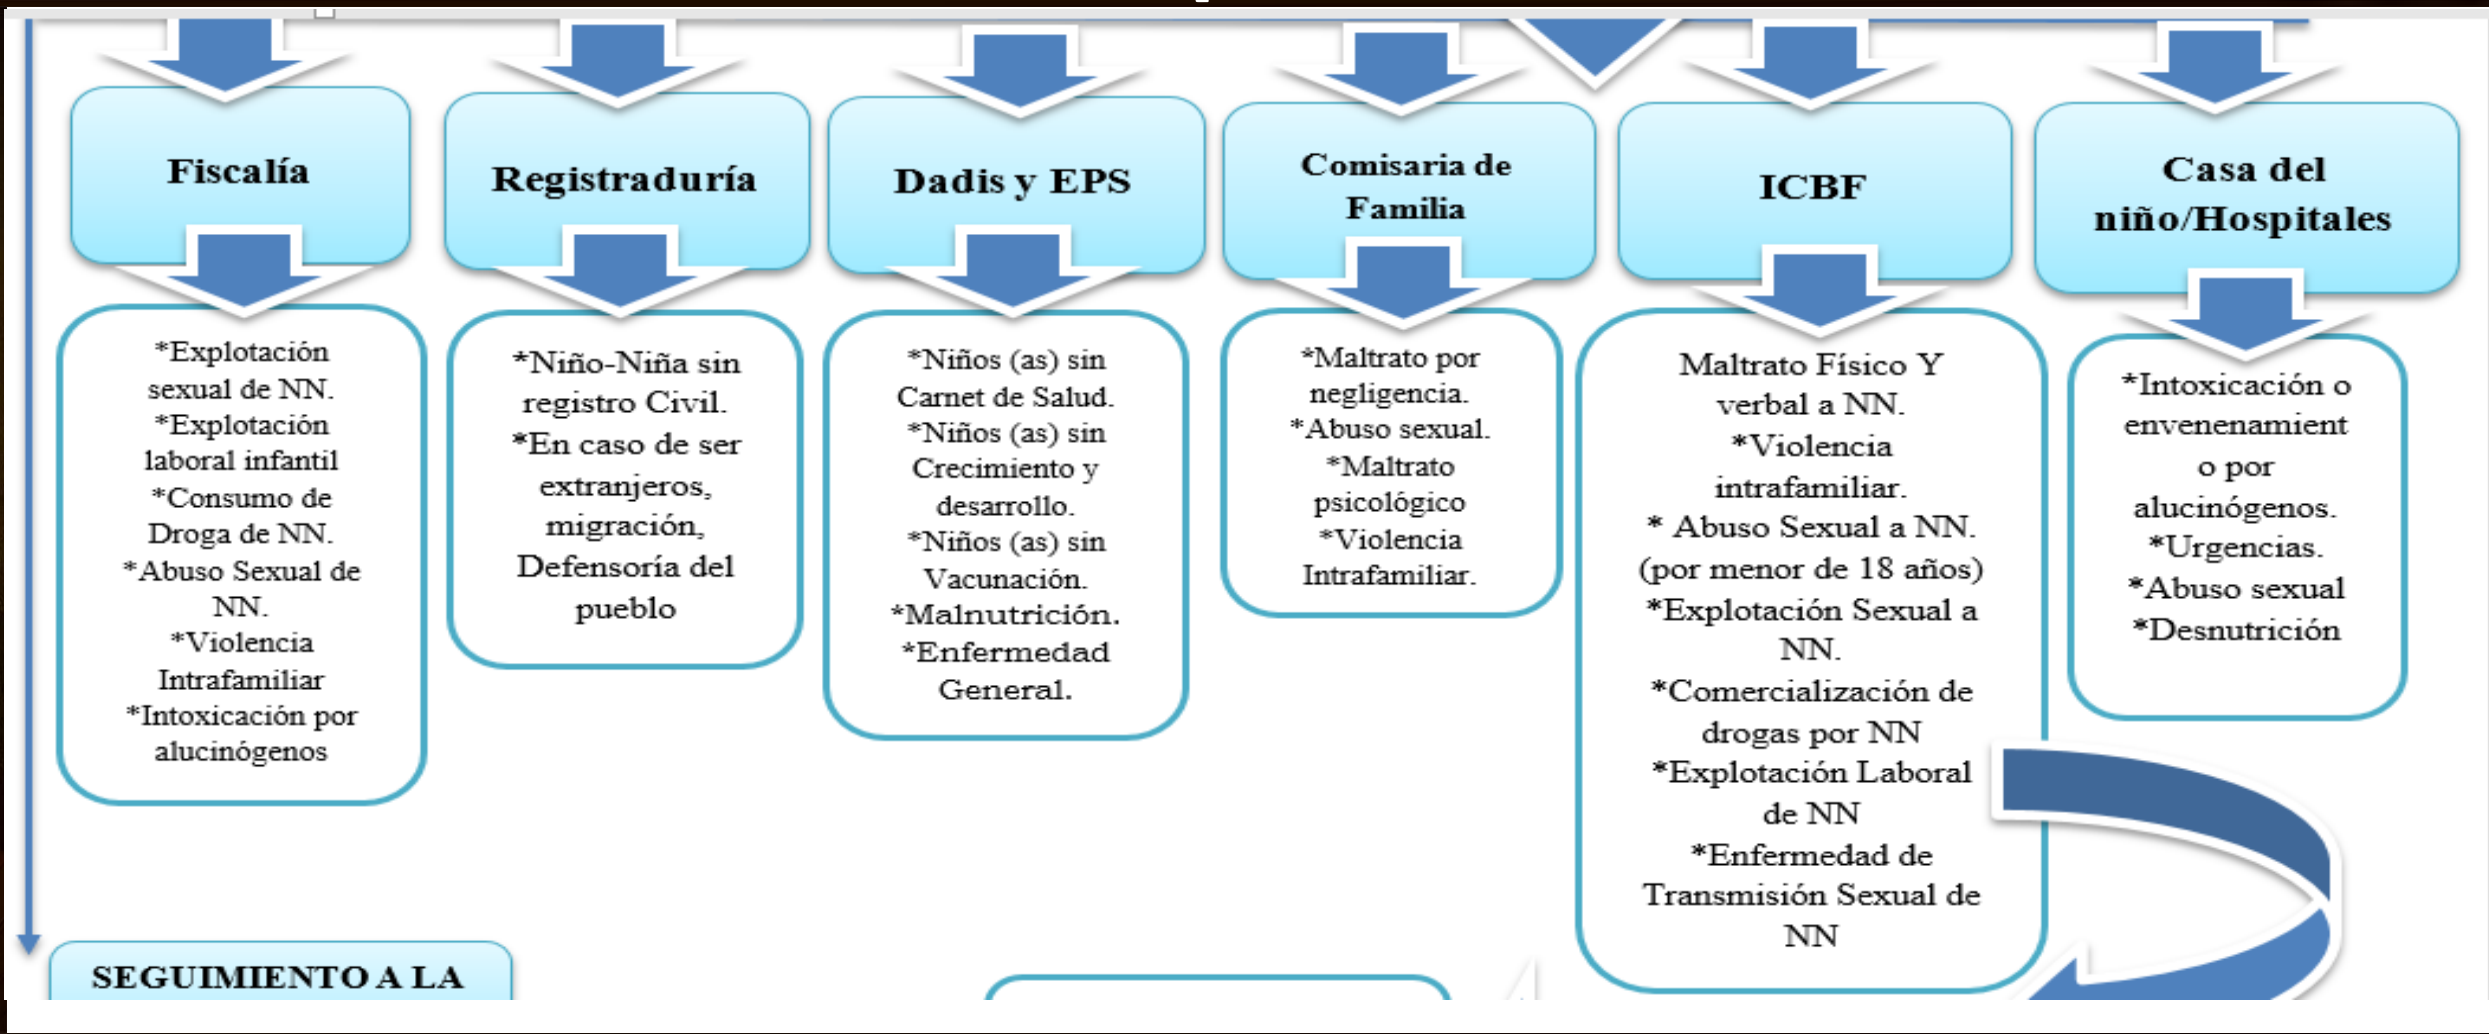 Fiscalía
*Explotación
sexual de NN.
*Explotación
laboral infantil
*Consumo de
Droga de NN.
*Abuso Sexual de
NN.
*Violencia
Intrafamiliar
*Intoxicación por
alucinógenos
Registraduría
*Niño-Niña sin
registro Civil.
*En caso de ser
extranjeros,
migración,
Defensoría del
pueblo
Dadis y EPS
*Niños (as) sin
Carnet de Salud.
*Niños (as) sin
Crecimiento y
desarrollo.
*Niños (as) sin
Vacunación.
*Malnutrición.
*Enfermedad
General.
Comisaria de
Familia
*Maltrato por
negligencia.
*Abuso sexual.
*Maltrato
psicológico
*Violencia
Intrafamiliar.
ICBF
Maltrato Físico Y
verbal a NN.
*Violencia
intrafamiliar.
* Abuso Sexual a NN.
(por menor de 18 años)
*Explotación Sexual a
NN.
*Comercialización de
drogas por NN
*Explotación Laboral
de NN
*Enfermedad de
Transmisión Sexual de
NN
Casa del
niño/Hospitales
*Intoxicación o
envenenamient
o por
alucinógenos.
*Urgencias.
*Abuso sexual
*Desnutrición
SEGUIMIENTO A LA